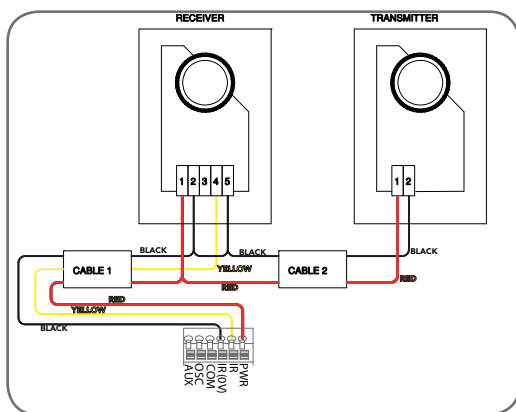 RECEIVER
TRANSMITTER
1 2 3 4 5
1 2
BLACK
BLACK
BLACK
CABLE 1
YELLOW
CABLE 2
RED
RED
RED
YELLOW
BLACK
AUX
OSC
COM
IR(0V)
IR
PWR